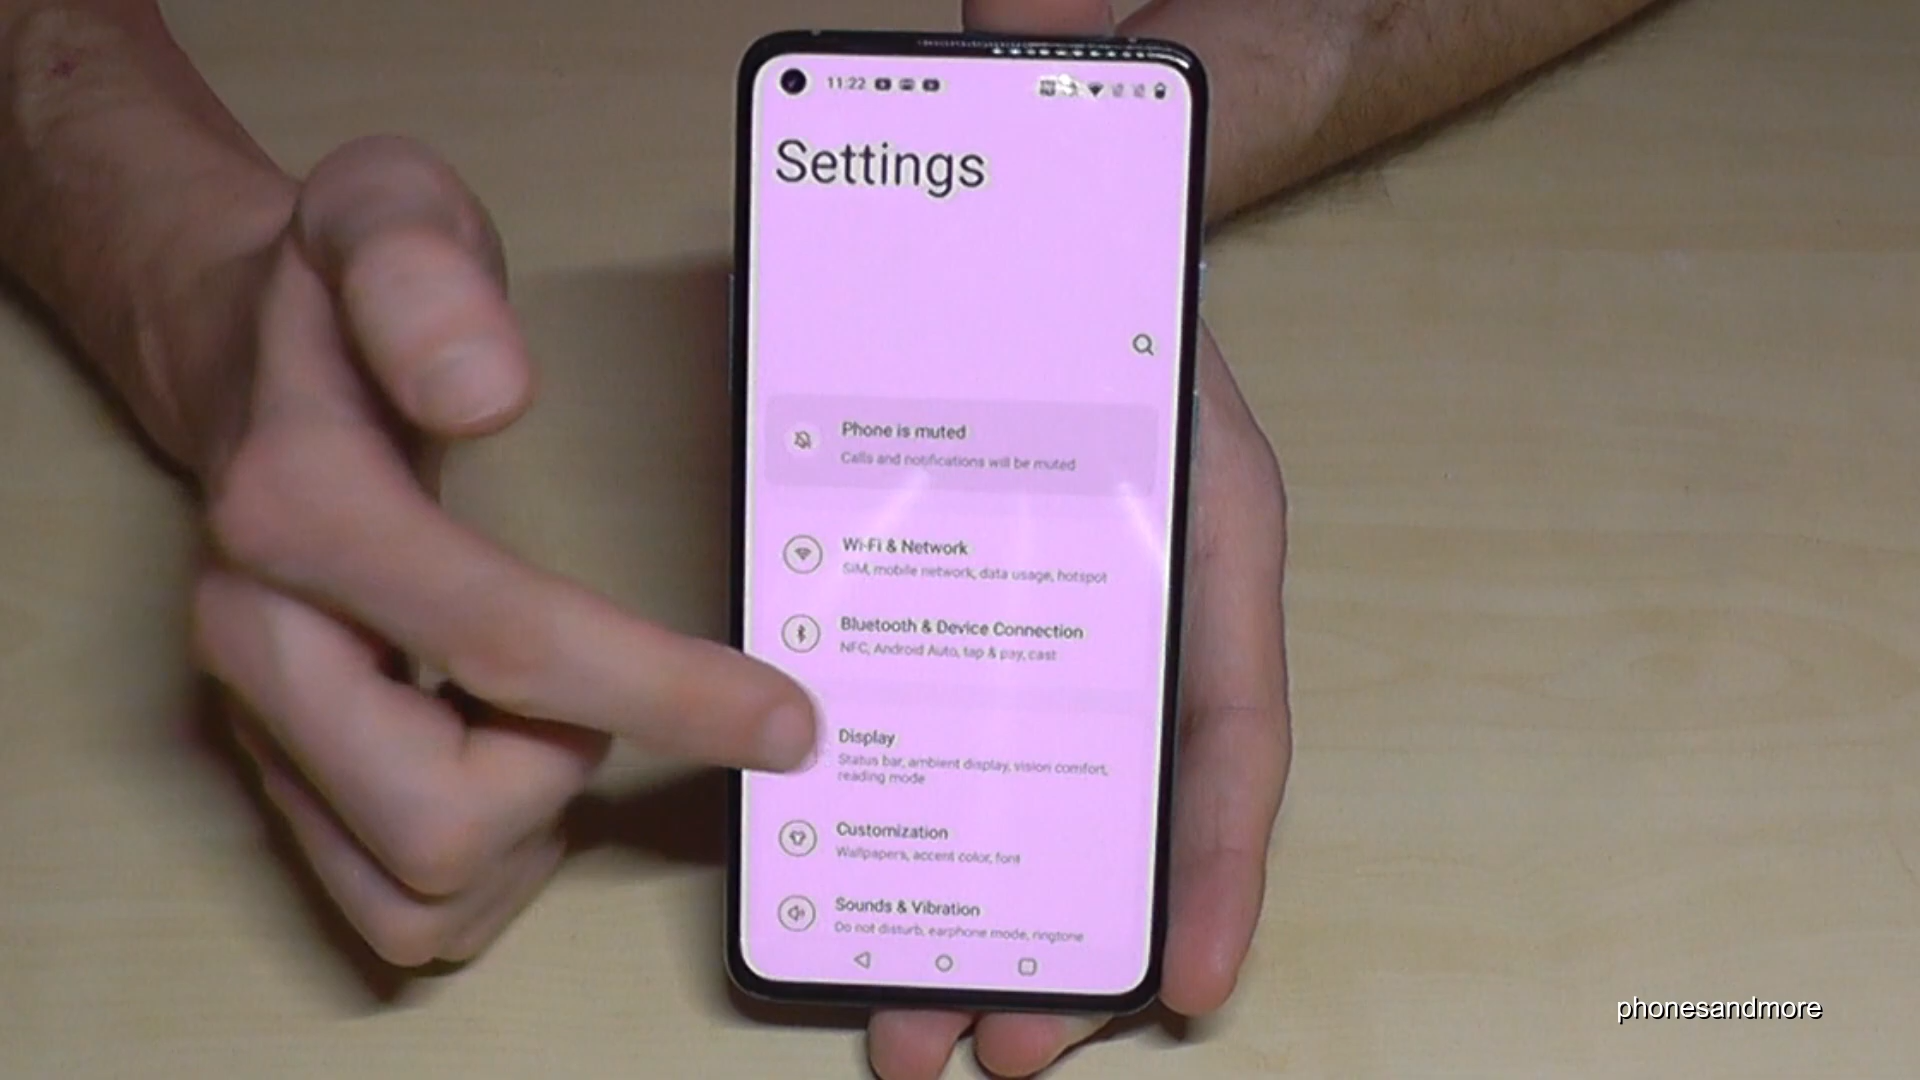 11:22
Settings
Phone is muted
Calls and notifications will be muted
Wi-Fi & Network
SIM, mobile network, data usage, hotspot
Bluetooth & Device Connection
NFC, Android Auto, tap & pay, cast
Display
Status bar, ambient display, vision comfort,
reading mode
Customization
Wallpapers, accent color, font
Sounds & Vibration
Do not disturb, earphone mode, ringtone
phonesandmore